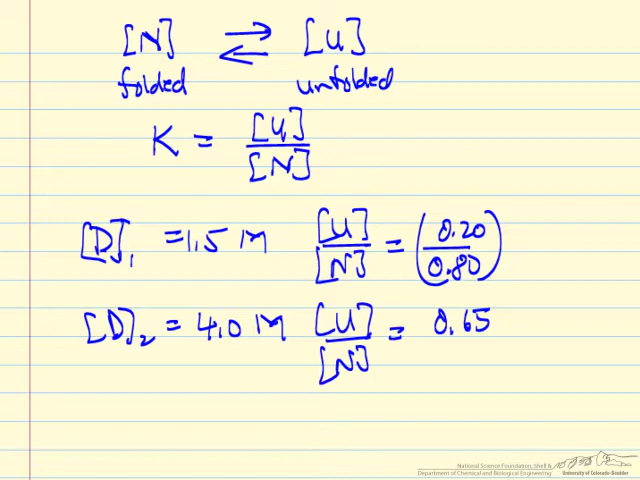 [N] ⇌ [U]
folded unfolded
K = [U]/[N]
[D]₁ = 1.5 M [U]/[N] = (0.20/0.80)
[D]₂ = 4.0 M [U]/[N] = 0.65
National Science Foundation, Shell &
Department of Chemical and Biological Engineering
University of Colorado-Boulder